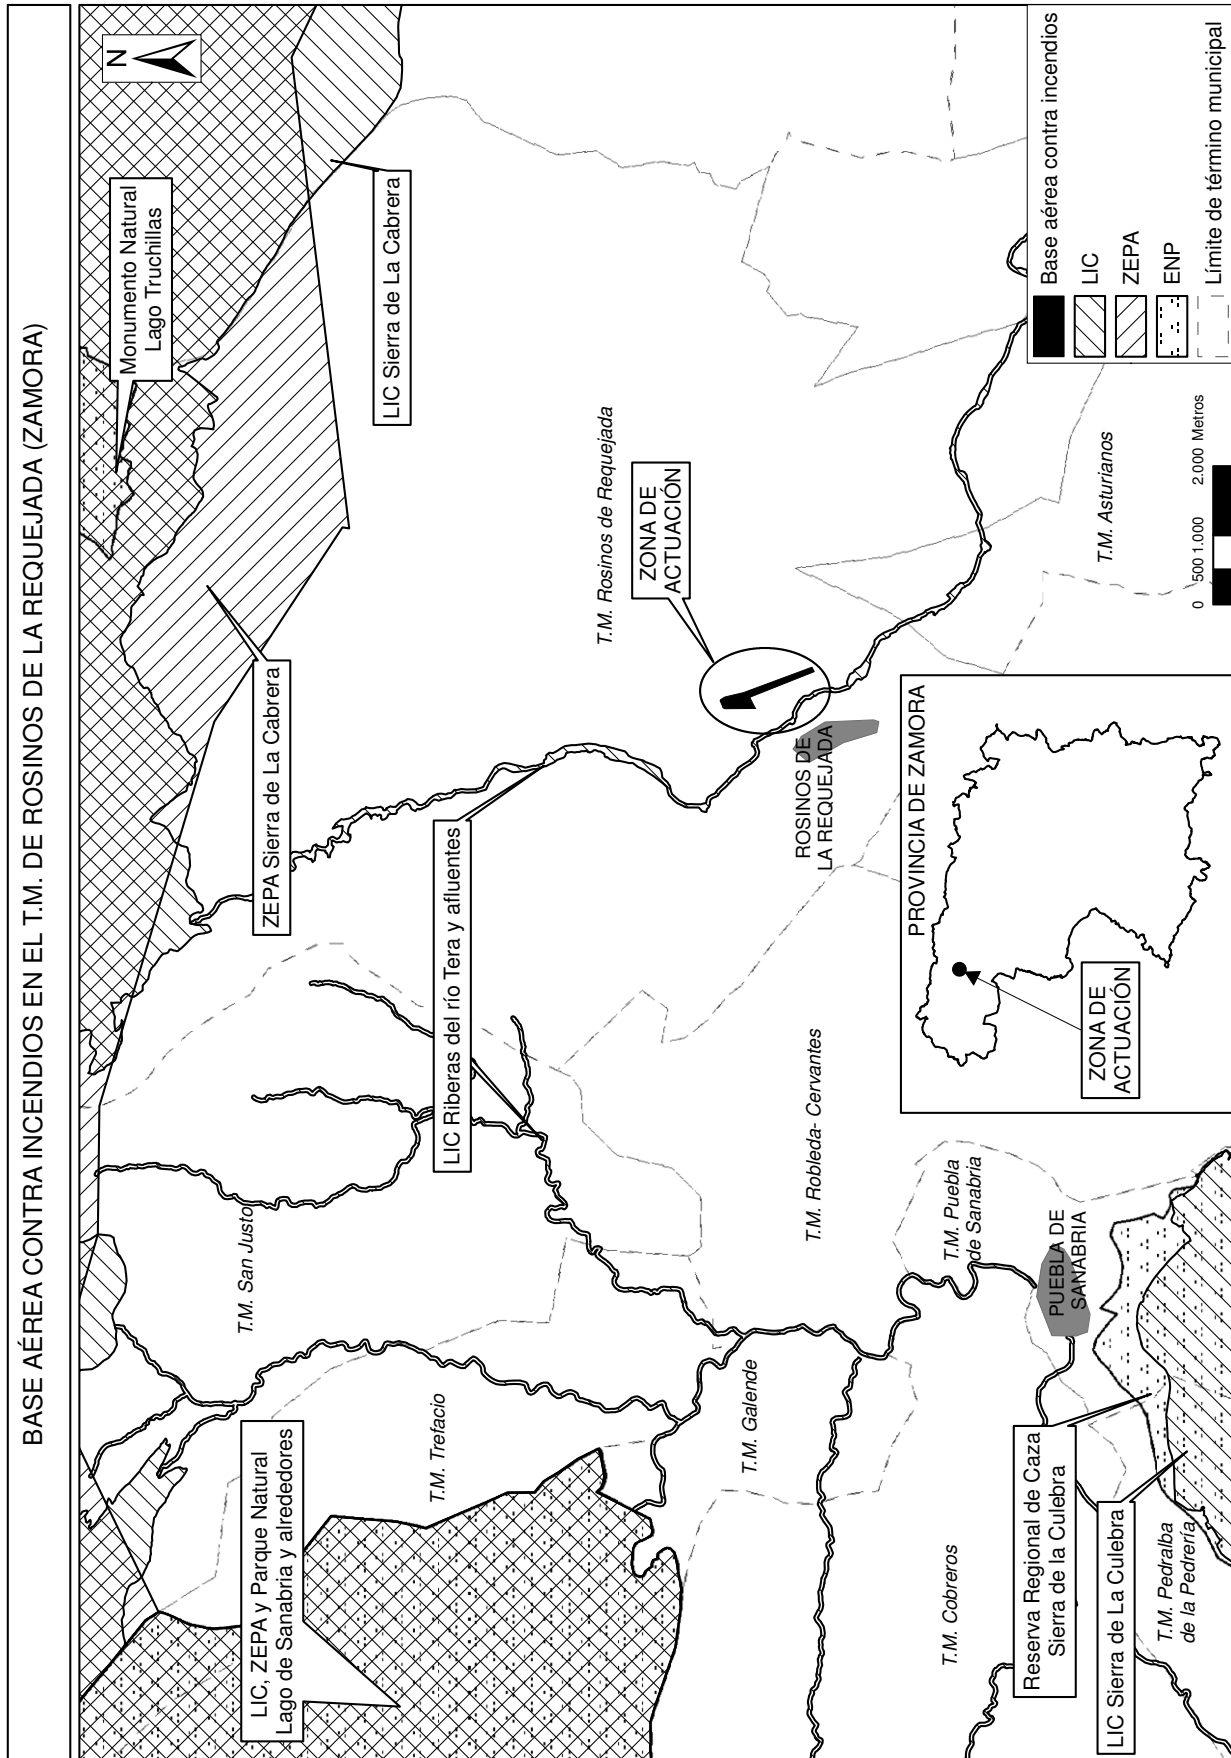 BASE AÉREA CONTRA INCENDIOS EN EL T.M. DE ROSINOS DE LA REQUEJADA (ZAMORA)
N
Monumento Natural
Lago Truchillas
LIC Sierra de La Cabrera
ZEPA Sierra de La Cabrera
LIC Riberas del río Tera y afluentes
T.M. San Justo
LIC, ZEPA y Parque Natural
Lago de Sanabria y alrededores
T.M. Trefacio
T.M. Rosinos de Requejada
ZONA DE
ACTUACIÓN
ROSINOS DE
LA REQUEJADA
T.M. Robleda- Cervantes
T.M. Galende
T.M. Puebla
de Sanabria
PUEBLA DE
SANABRIA
T.M. Cobreros
Reserva Regional de Caza
Sierra de la Culebra
LIC Sierra de La Culebra
T.M. Pedralba
de la Pedrería
T.M. Asturianos
PROVINCIA DE ZAMORA
ZONA DE
ACTUACIÓN
0 500 1.000 2.000 Metros
Base aérea contra incendios
LIC
ZEPA
ENP
Límite de término municipal